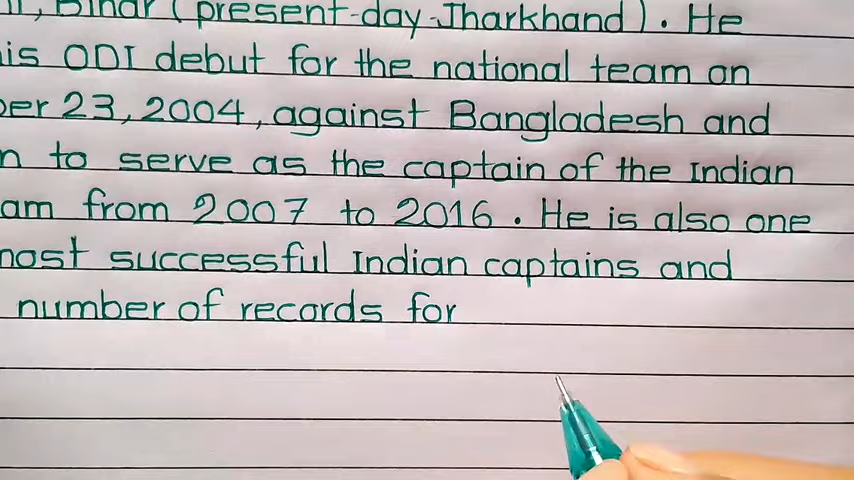 Bihar (present-day Jharkhand). He
is ODI debut for the national team on
ber 23, 2004, against Bangladesh and
n to serve as the captain of the Indian
am from 2007 to 2016. He is also one
most successful Indian captains and
number of records for